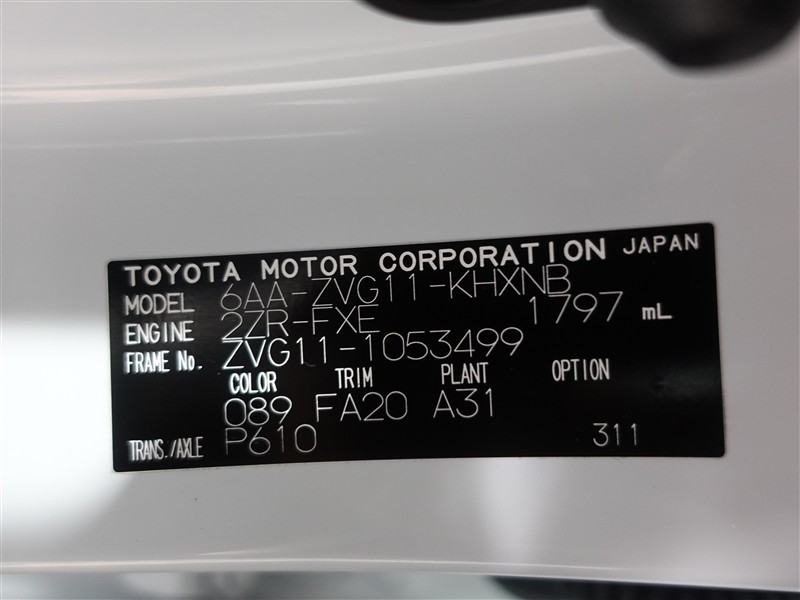 TOYOTA MOTOR CORPORATION JAPAN
MODEL 6AA-ZVG11-KHXNB
ENGINE 2ZR-FXE 1797 mL
FRAME No. ZVG11-1053499
COLOR TRIM PLANT OPTION
089 FA20 A31
TRANS./AXLE P610 311